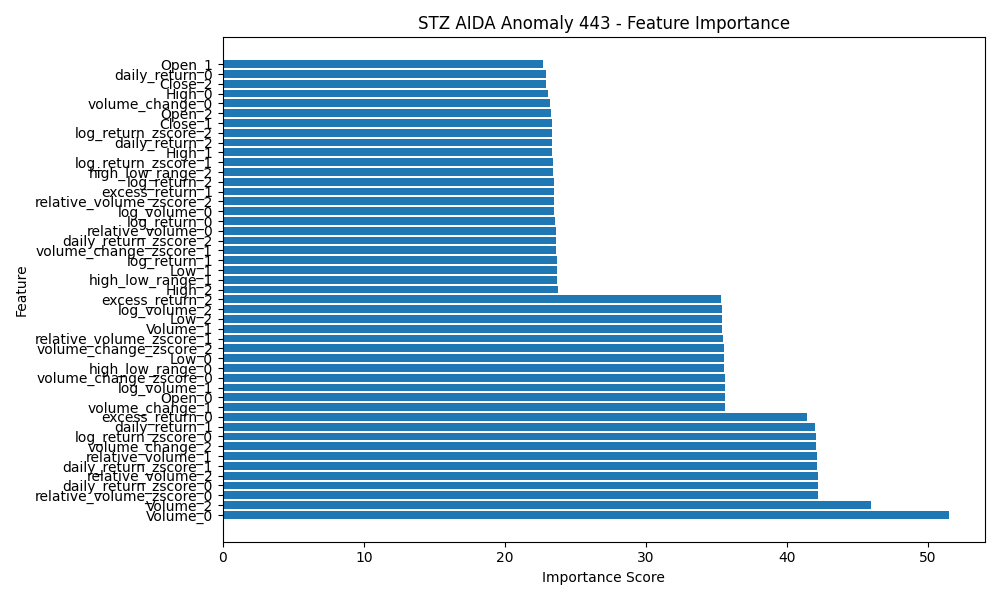 STZ AIDA Anomaly 443 - Feature Importance
Open_1
daily_return_0
Close_2
High_0
volume_change_0
Open_2
Close_1
log_return_zscore_2
daily_return_2
High_1
log_return_zscore_1
high_low_range_2
log_return_2
excess_return_1
relative_volume_zscore_2
log_volume_0
log_return_0
relative_volume_0
daily_return_zscore_2
volume_change_zscore_1
log_return_1
Low_1
high_low_range_1
High_2
excess_return_2
log_volume_2
Low_2
Volume_1
relative_volume_zscore_1
volume_change_zscore_2
Low_0
high_low_range_0
volume_change_zscore_0
log_volume_1
Open_0
volume_change_1
excess_return_0
daily_return_1
log_return_zscore_0
volume_change_2
relative_volume_1
daily_return_zscore_1
relative_volume_2
daily_return_zscore_0
relative_volume_zscore_0
Volume_2
Volume_0
Feature
0 10 20 30 40 50
Importance Score